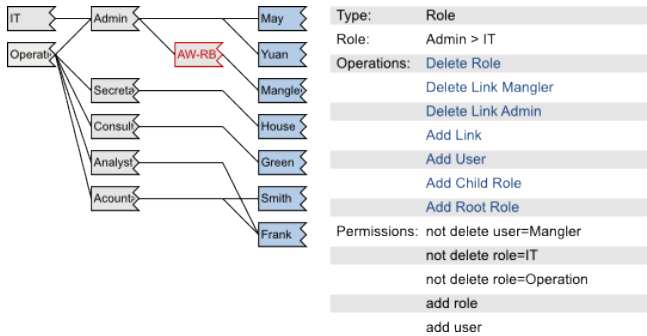 IT
Admin
May
Operati
AW-RB
Yuan
Secreta
Mangle
Consult
House
Analyst
Green
Acounta
Smith
Frank
Type: Role
Role: Admin > IT
Operations: Delete Role
Delete Link Mangler
Delete Link Admin
Add Link
Add User
Add Child Role
Add Root Role
Permissions: not delete user=Mangler
not delete role=IT
not delete role=Operation
add role
add user